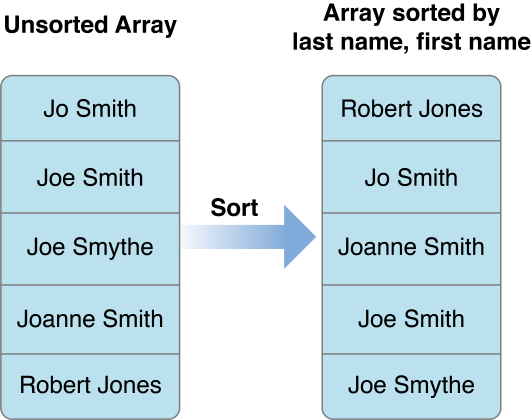 Unsorted Array
Jo Smith
Joe Smith
Joe Smythe
Joanne Smith
Robert Jones
Sort
Array sorted by
last name, first name
Robert Jones
Jo Smith
Joanne Smith
Joe Smith
Joe Smythe